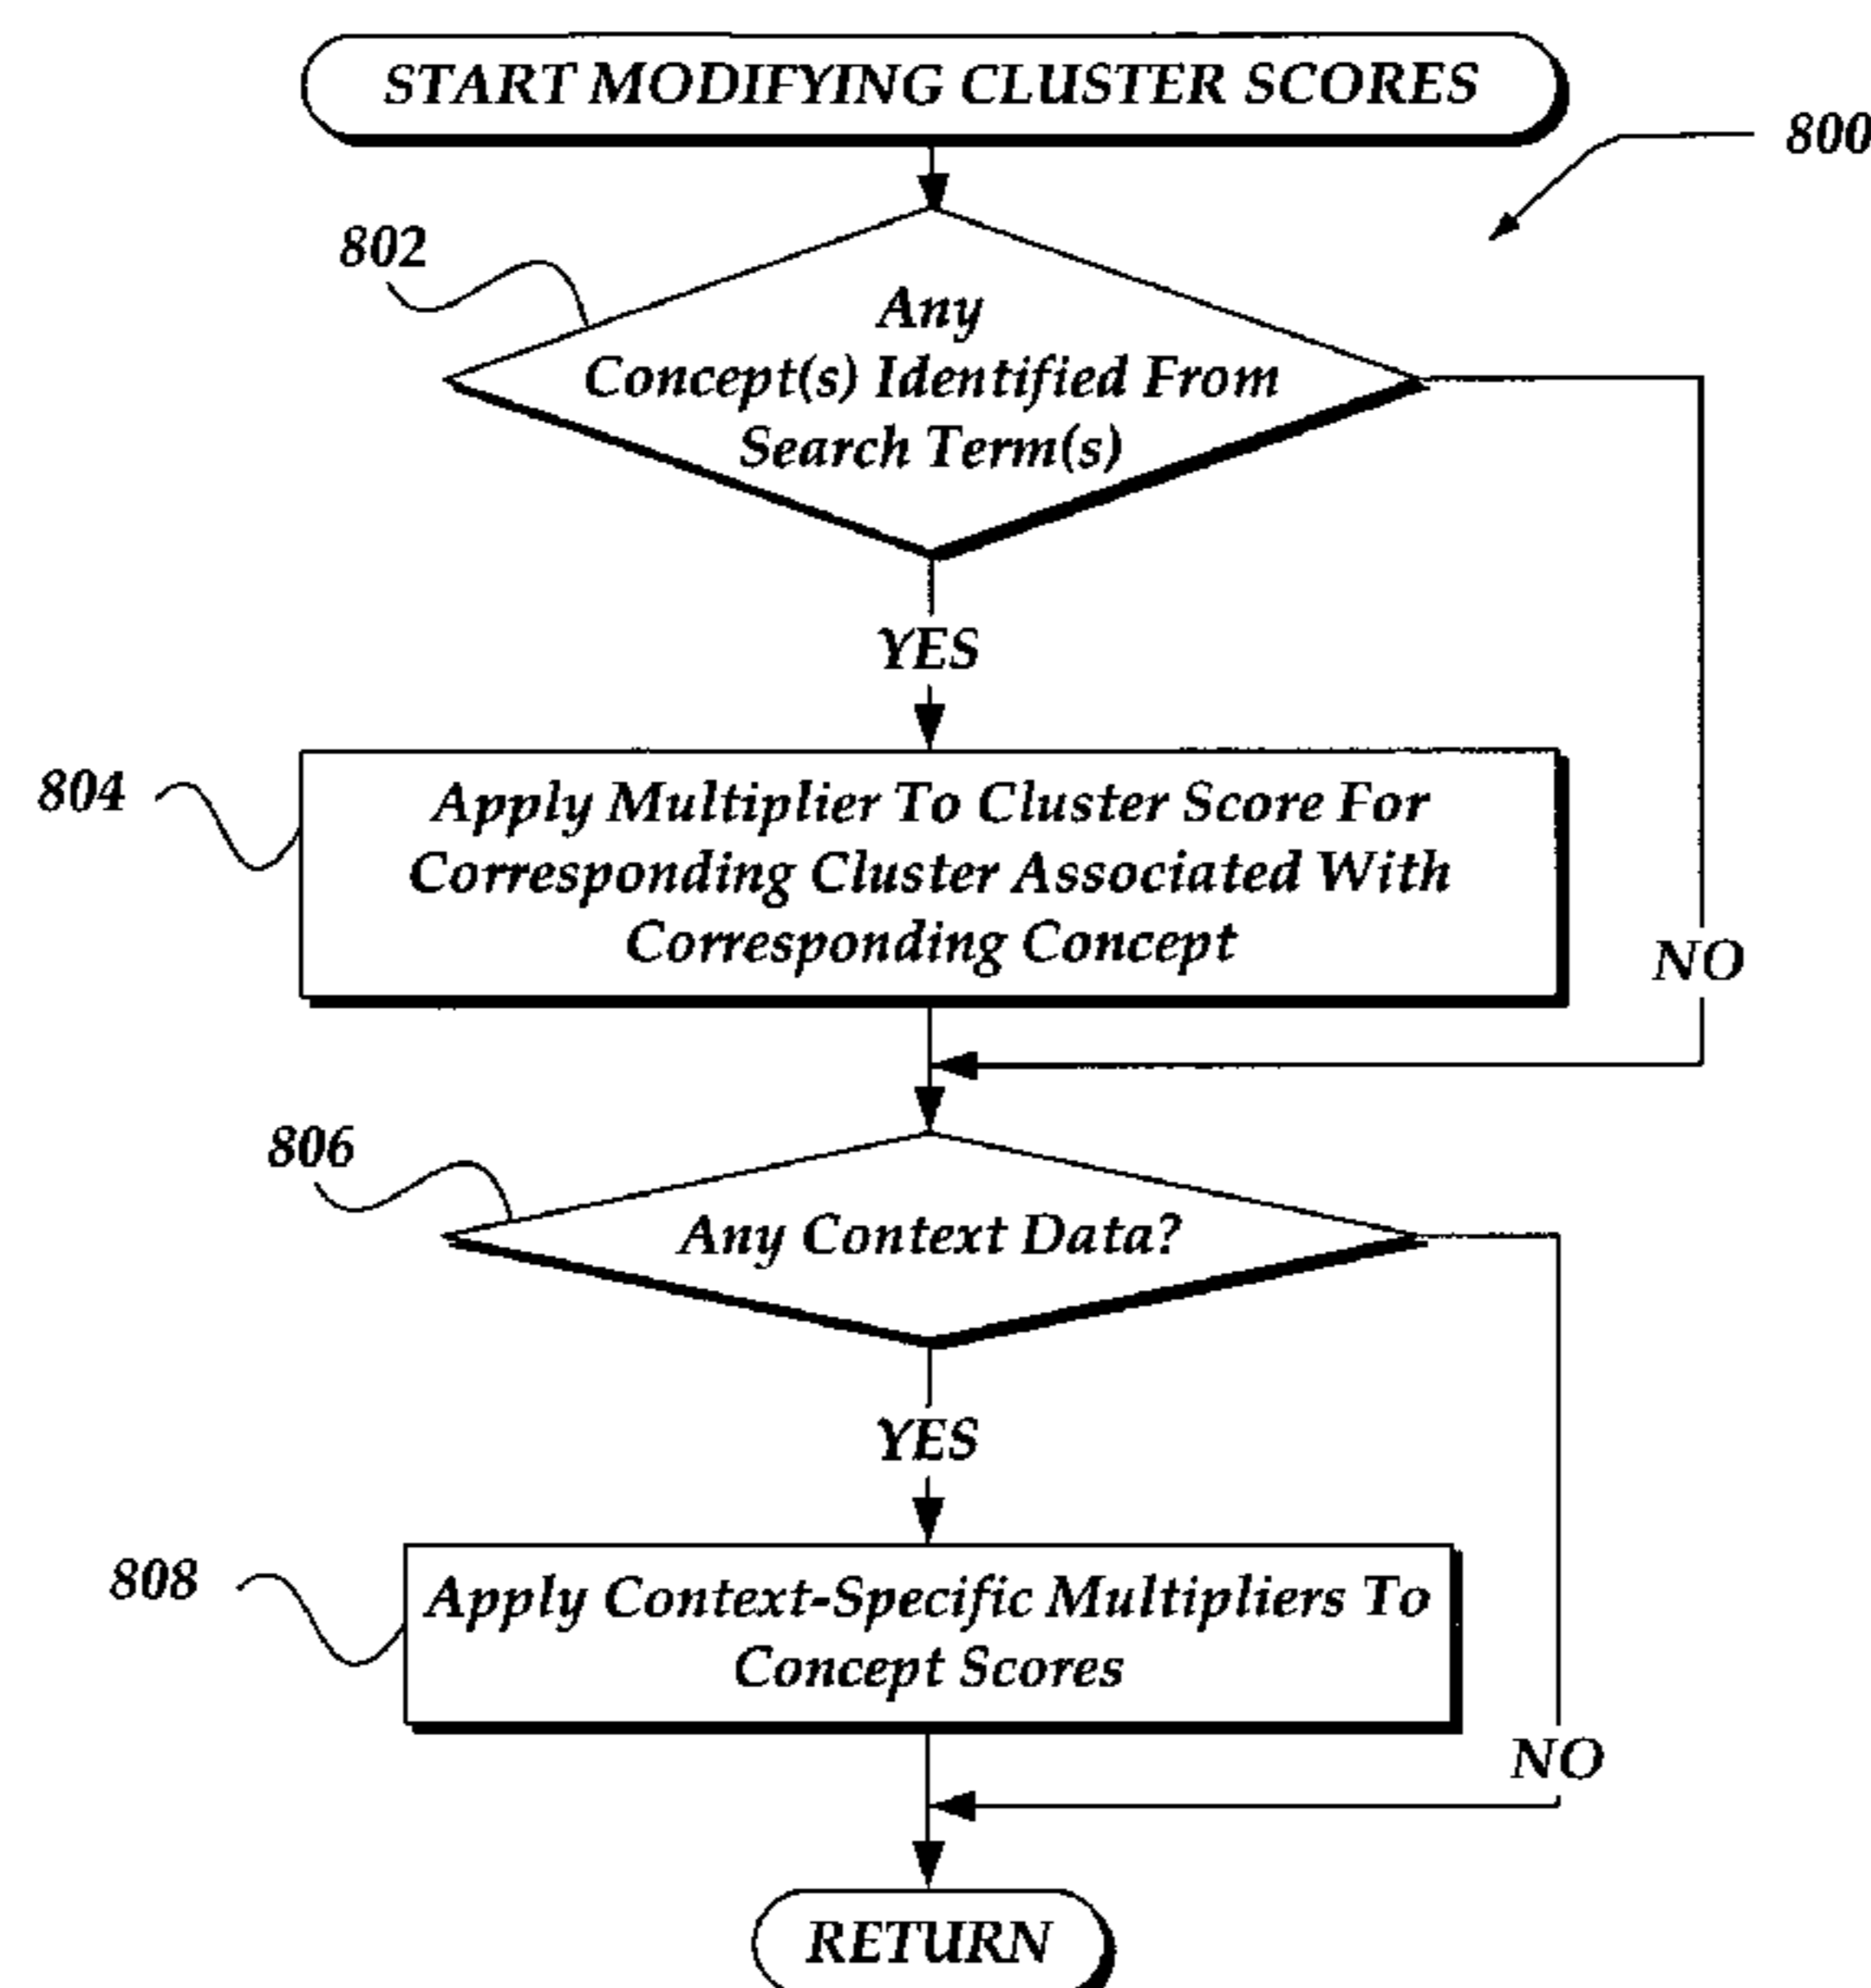 START MODIFYING CLUSTER SCORES
800
802
Any
Concept(s) Identified From
Search Term(s)
YES
804
Apply Multiplier To Cluster Score For
Corresponding Cluster Associated With
Corresponding Concept
NO
806
Any Context Data?
YES
808
Apply Context-Specific Multipliers To
Concept Scores
NO
RETURN